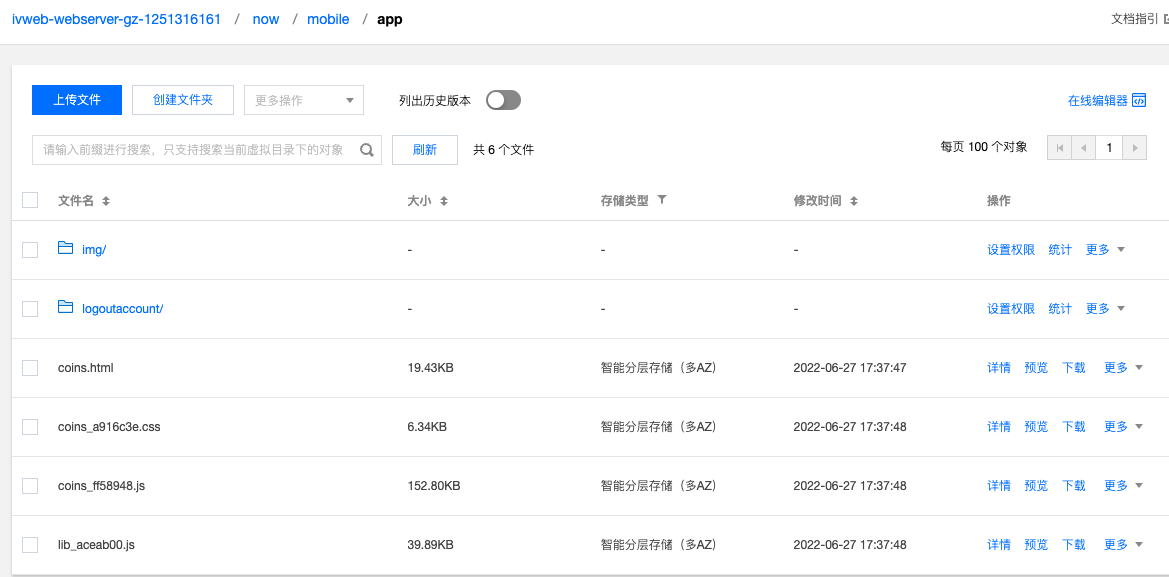 ivweb-webserver-gz-1251316161 / now / mobile / app 文档指引
上传文件 创建文件夹 更多操作 列出历史版本 在线编辑器
请输入前缀进行搜索，只支持搜索当前虚拟目录下的对象 刷新 共 6 个文件 每页 100 个对象 1
文件名 大小 存储类型 修改时间 操作
img/ - - - 设置权限 统计 更多
logoutaccount/ - - - 设置权限 统计 更多
coins.html 19.43KB 智能分层存储（多AZ） 2022-06-27 17:37:47 详情 预览 下载 更多
coins_a916c3e.css 6.34KB 智能分层存储（多AZ） 2022-06-27 17:37:48 详情 预览 下载 更多
coins_ff58948.js 152.80KB 智能分层存储（多AZ） 2022-06-27 17:37:48 详情 预览 下载 更多
lib_aceab00.js 39.89KB 智能分层存储（多AZ） 2022-06-27 17:37:48 详情 预览 下载 更多